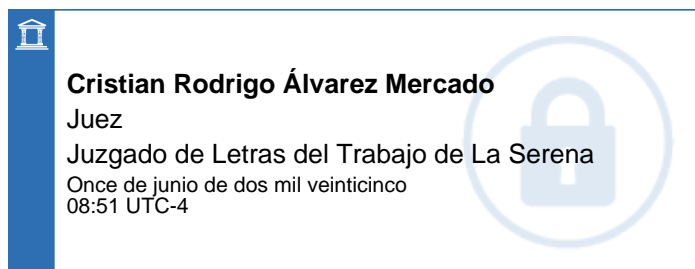 Cristian Rodrigo Álvarez Mercado
Juez
Juzgado de Letras del Trabajo de La Serena
Once de junio de dos mil veinticinco
08:51 UTC-4